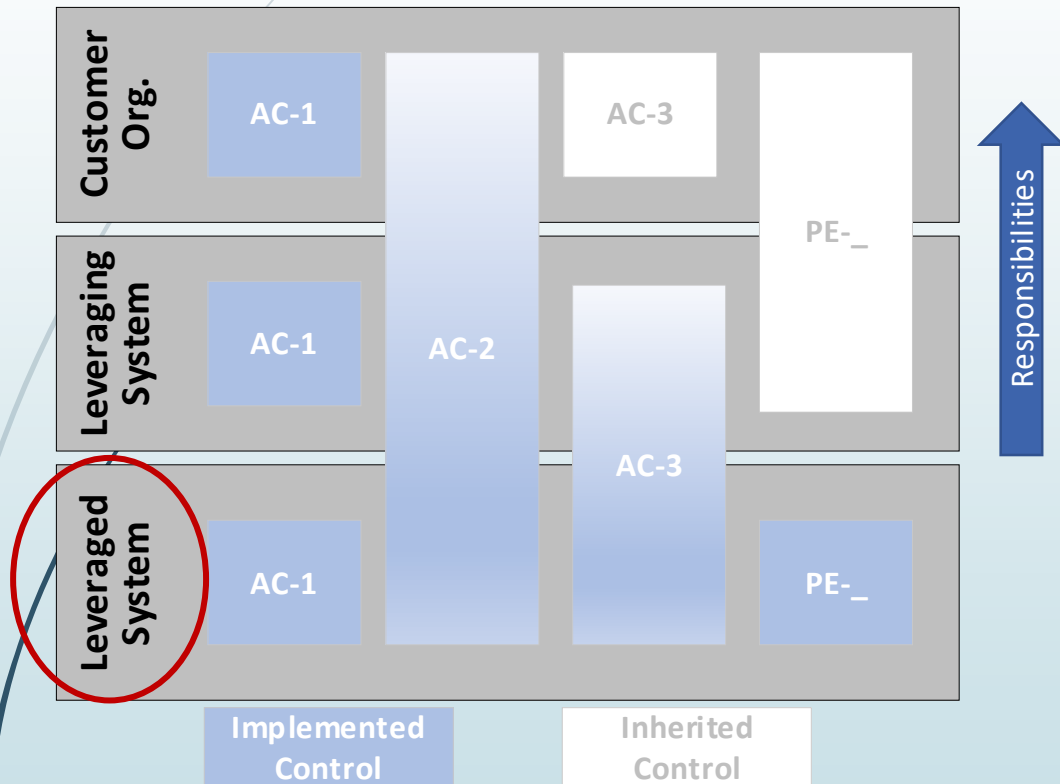 Customer
Org.
AC-1
AC-3
Leveraging
System
AC-1
AC-2
PE-_
Leveraged
System
AC-1
AC-3
PE-_
Responsibilities
Implemented
Control
Inherited
Control